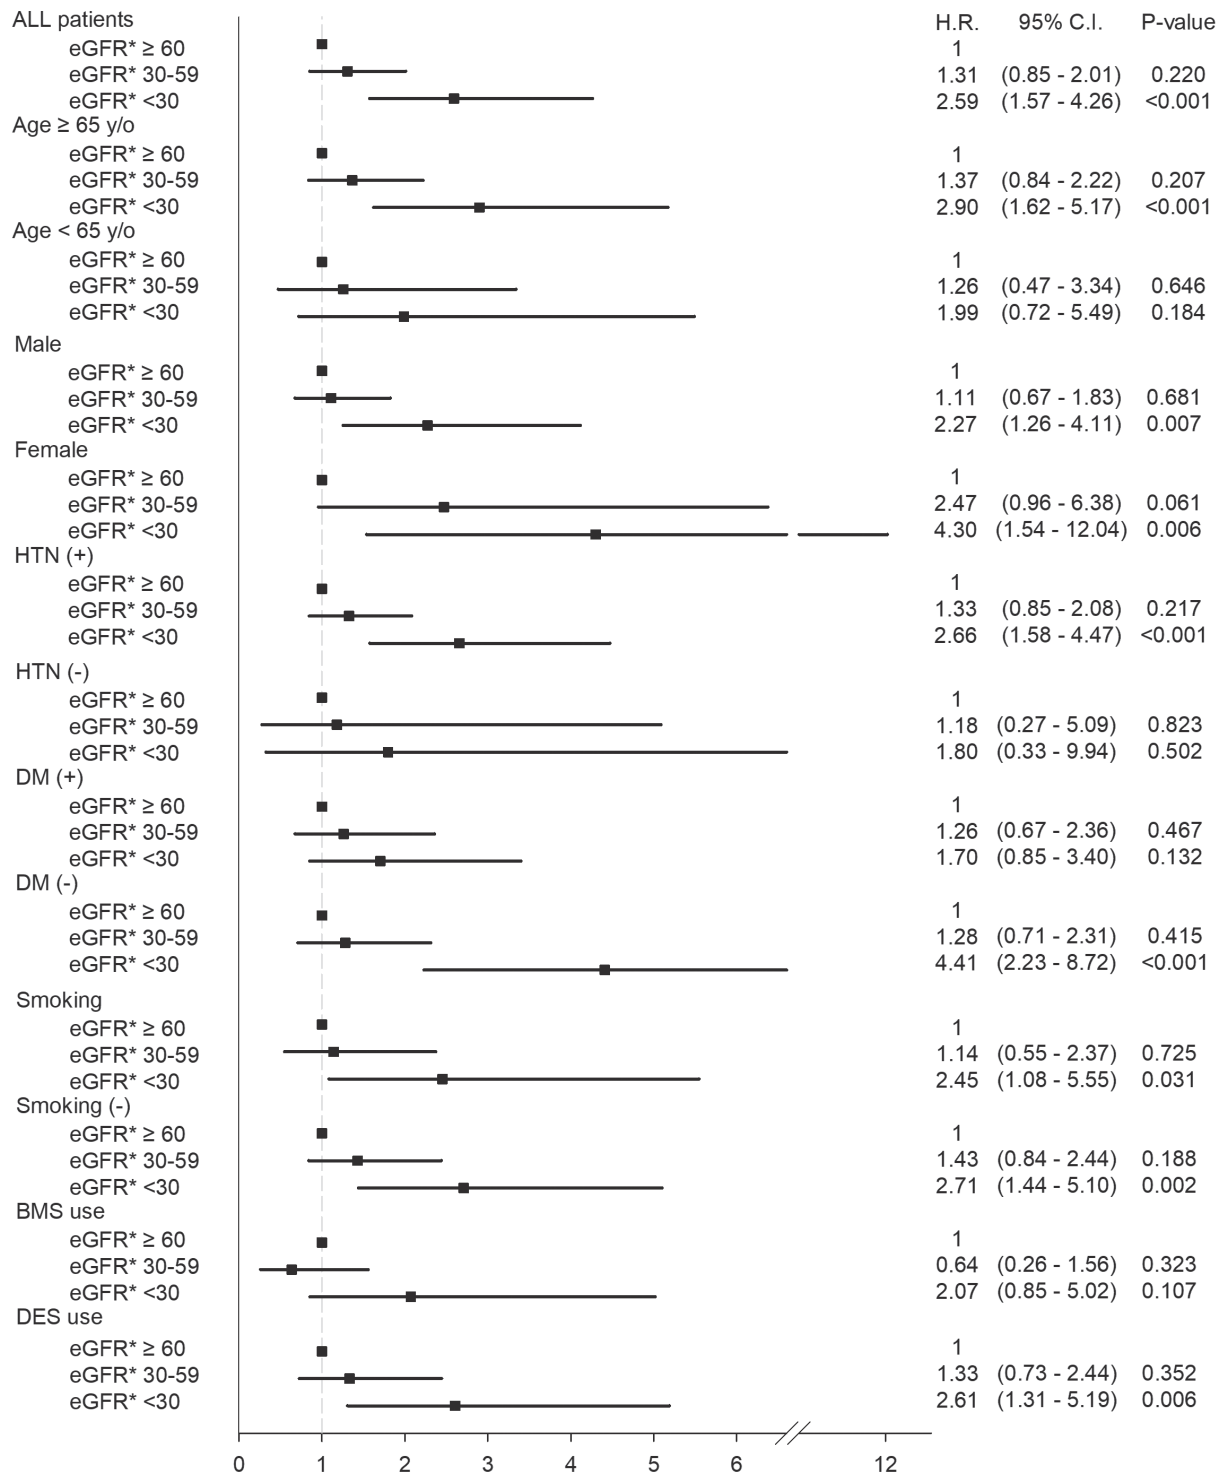 ALL patients H.R. 95% C.I. P-value
eGFR* ≥ 60 1
eGFR* 30-59 1.31 (0.85 - 2.01) 0.220
eGFR* <30 2.59 (1.57 - 4.26) <0.001
Age ≥ 65 y/o
eGFR* ≥ 60 1
eGFR* 30-59 1.37 (0.84 - 2.22) 0.207
eGFR* <30 2.90 (1.62 - 5.17) <0.001
Age < 65 y/o
eGFR* ≥ 60 1
eGFR* 30-59 1.26 (0.47 - 3.34) 0.646
eGFR* <30 1.99 (0.72 - 5.49) 0.184
Male
eGFR* ≥ 60 1
eGFR* 30-59 1.11 (0.67 - 1.83) 0.681
eGFR* <30 2.27 (1.26 - 4.11) 0.007
Female
eGFR* ≥ 60 1
eGFR* 30-59 2.47 (0.96 - 6.38) 0.061
eGFR* <30 4.30 (1.54 - 12.04) 0.006
HTN (+)
eGFR* ≥ 60 1
eGFR* 30-59 1.33 (0.85 - 2.08) 0.217
eGFR* <30 2.66 (1.58 - 4.47) <0.001
HTN (-)
eGFR* ≥ 60 1
eGFR* 30-59 1.18 (0.27 - 5.09) 0.823
eGFR* <30 1.80 (0.33 - 9.94) 0.502
DM (+)
eGFR* ≥ 60 1
eGFR* 30-59 1.26 (0.67 - 2.36) 0.467
eGFR* <30 1.70 (0.85 - 3.40) 0.132
DM (-)
eGFR* ≥ 60 1
eGFR* 30-59 1.28 (0.71 - 2.31) 0.415
eGFR* <30 4.41 (2.23 - 8.72) <0.001
Smoking
eGFR* ≥ 60 1
eGFR* 30-59 1.14 (0.55 - 2.37) 0.725
eGFR* <30 2.45 (1.08 - 5.55) 0.031
Smoking (-)
eGFR* ≥ 60 1
eGFR* 30-59 1.43 (0.84 - 2.44) 0.188
eGFR* <30 2.71 (1.44 - 5.10) 0.002
BMS use
eGFR* ≥ 60 1
eGFR* 30-59 0.64 (0.26 - 1.56) 0.323
eGFR* <30 2.07 (0.85 - 5.02) 0.107
DES use
eGFR* ≥ 60 1
eGFR* 30-59 1.33 (0.73 - 2.44) 0.352
eGFR* <30 2.61 (1.31 - 5.19) 0.006
0 1 2 3 4 5 6 12